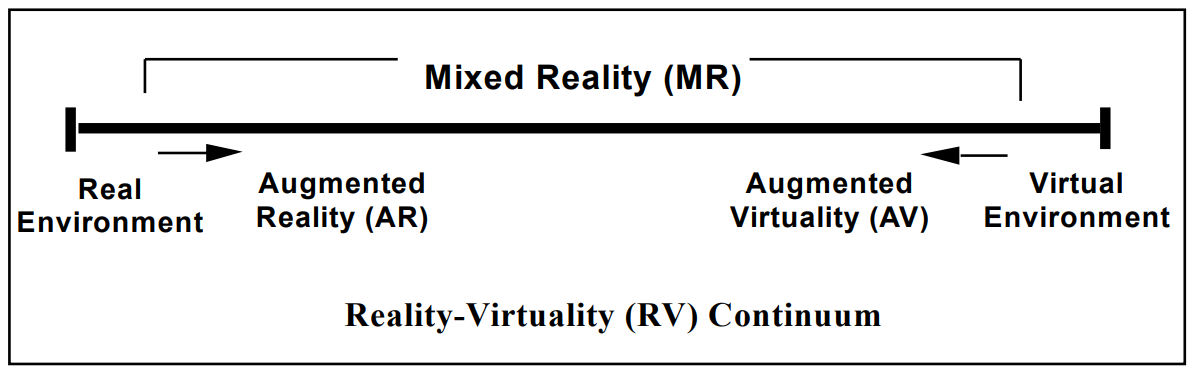 Mixed Reality (MR)
Real
Environment
Augmented
Reality (AR)
Augmented
Virtuality (AV)
Virtual
Environment
Reality-Virtuality (RV) Continuum